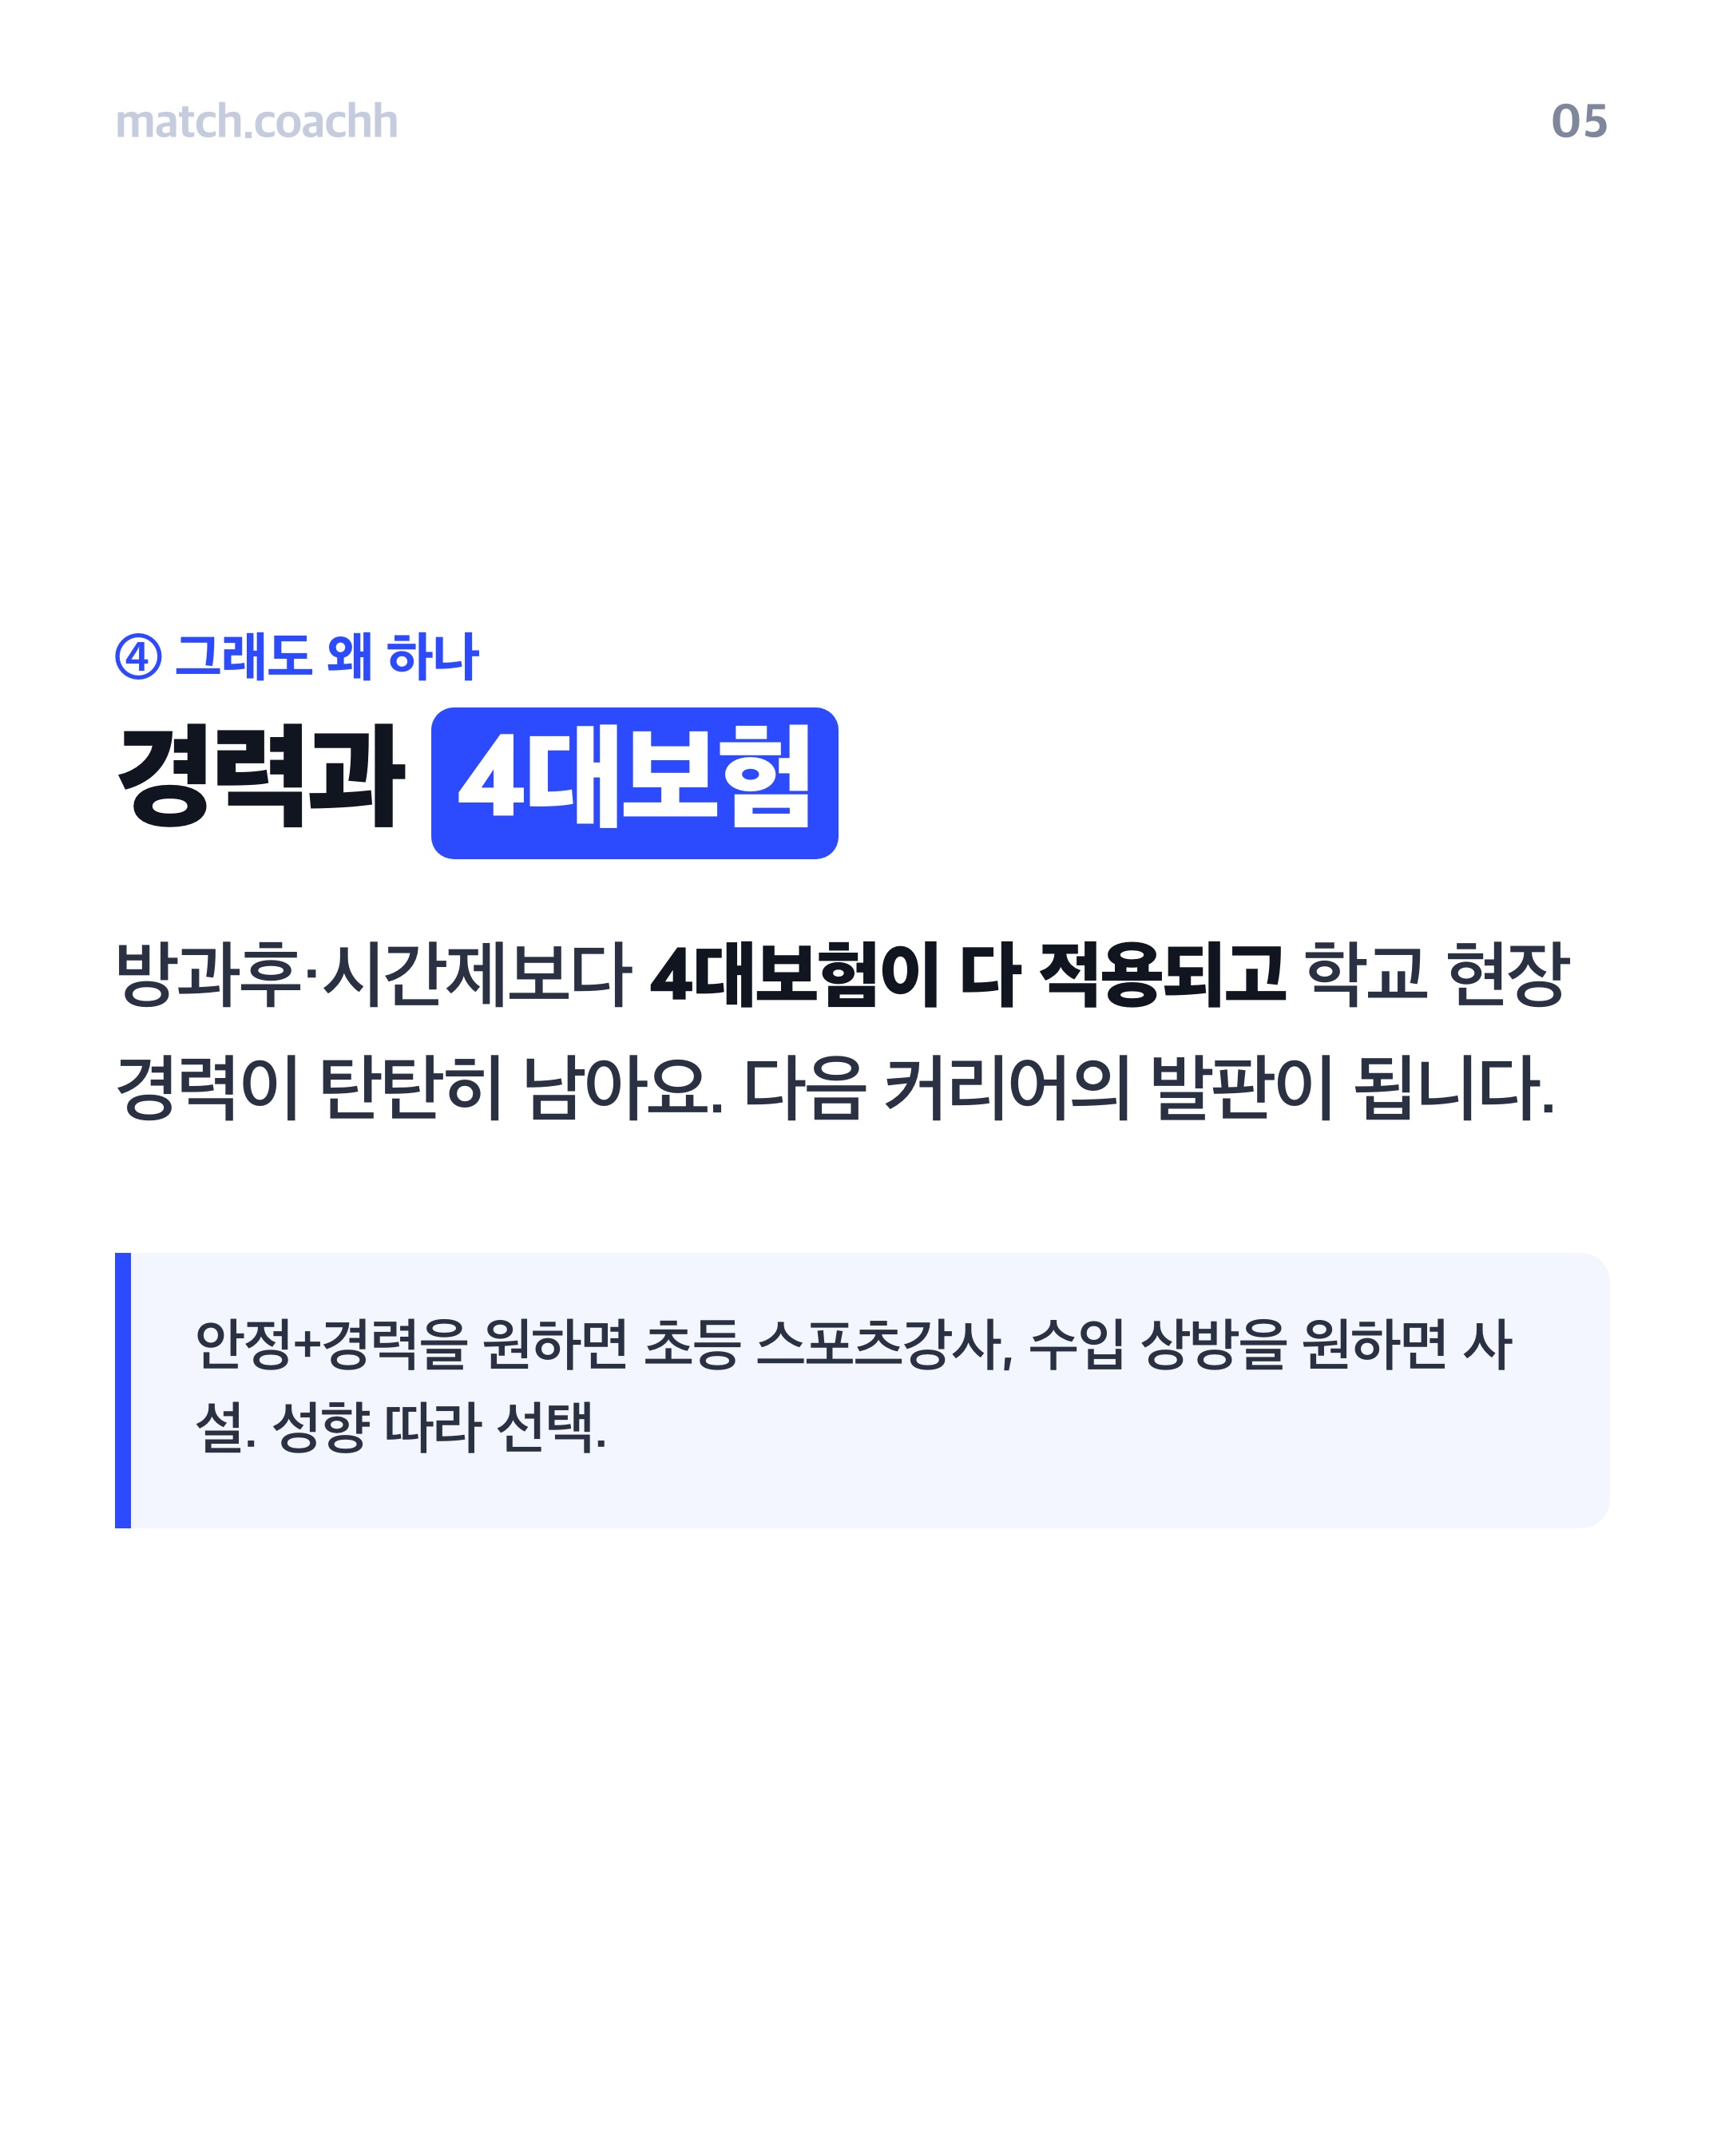 match.coachh
05
④ 그래도 왜 하나
경력과 4대보험
방과후·시간제보다 4대보험이 다 적용되고 학교 현장
경력이 탄탄히 남아요. 다음 커리어의 발판이 됩니다.
안정+경력을 원하면 초등 스포츠강사, 수입 상상을 원하면 사
설. 성향 따라 선택.